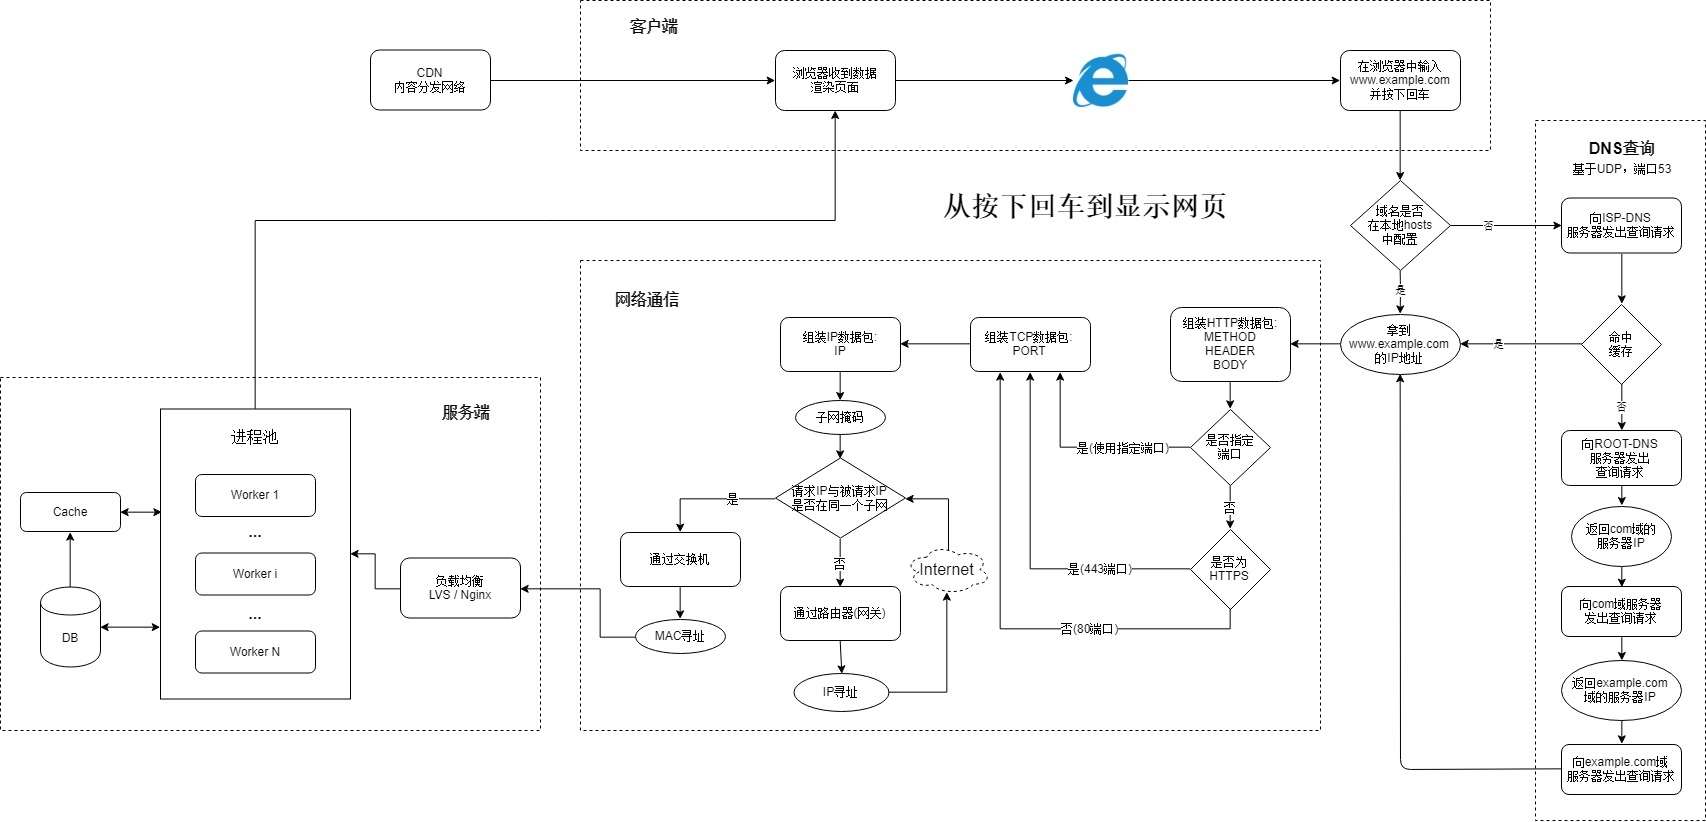 客户端
CDN
内容分发网络
浏览器收到数据
渲染页面
在浏览器中输入
www.example.com
并按下回车
DNS查询
基于UDP，端口53
从按下回车到显示网页
域名是否
在本地hosts
中配置
否
向ISP-DNS
服务器发出查询请求
是
拿到
www.example.com
的IP地址
是
命中
缓存
否
向ROOT-DNS
服务器发出
查询请求
返回com域的
服务器IP
向com域服务器
发出查询请求
返回example.com
域的服务器IP
向example.com域
服务器发出查询请求
网络通信
组装HTTP数据包:
METHOD
HEADER
BODY
组装TCP数据包:
PORT
组装IP数据包:
IP
是否指定
端口
是(使用指定端口)
否
是否为
HTTPS
是(443端口)
否(80端口)
子网掩码
请求IP与被请求IP
是否在同一个子网
是
否
通过交换机
MAC寻址
通过路由器(网关)
IP寻址
Internet
服务端
进程池
Worker 1
...
Worker i
...
Worker N
Cache
DB
负载均衡
LVS / Nginx